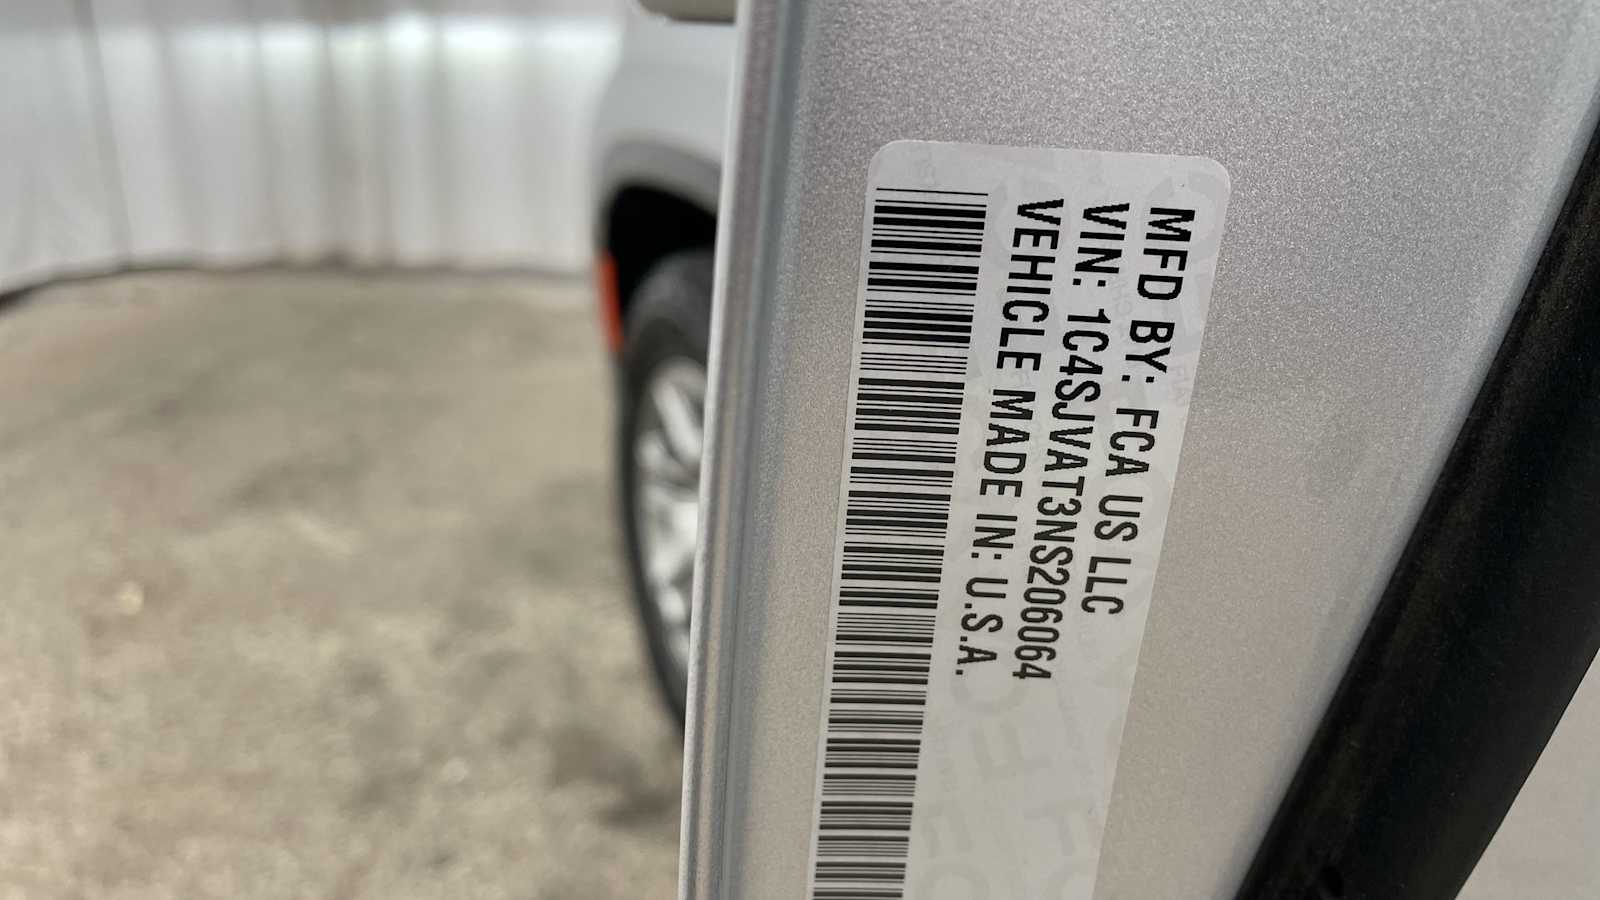 MFD BY: FCA US LLC
VIN: 1C4SJVAT3NS206064
VEHICLE MADE IN: U.S.A.